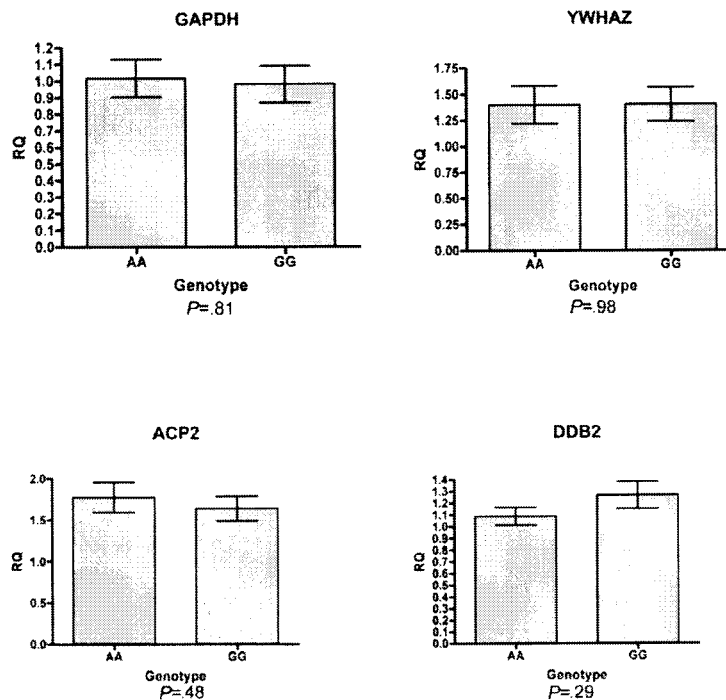 GAPDH
1.2
1.1
1.0
0.9
0.8
0.7
0.6
0.5
0.4
0.3
0.2
0.1
0.0
RQ
AA GG
Genotype
P=.81
YWHAZ
1.75
1.50
1.25
1.00
0.75
0.50
0.25
0.00
RQ
AA GG
Genotype
P=.98
ACP2
2.0
1.5
1.0
0.5
0.0
RQ
AA GG
Genotype
P=.48
DDB2
1.4
1.3
1.2
1.1
1.0
0.9
0.8
0.7
0.6
0.5
0.4
0.3
0.2
0.1
0.0
RQ
AA GG
Genotype
P=.29